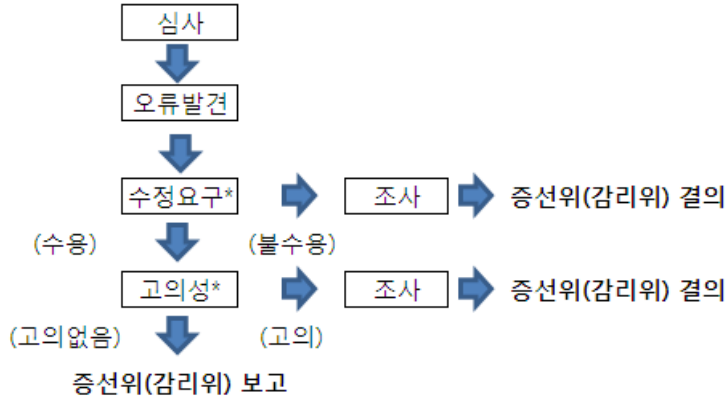 심사
오류발견
수정요구* 조사 증선위(감리위) 결의
(수용) (불수용)
고의성* 조사 증선위(감리위) 결의
(고의없음) (고의)
증선위(감리위) 보고